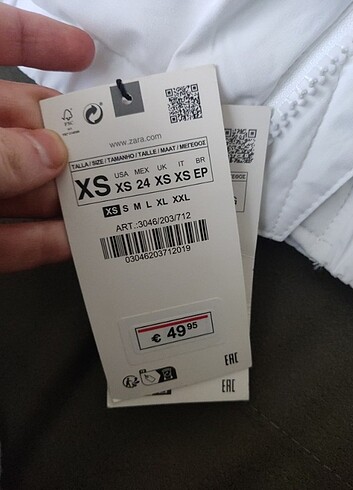 www.zara.com
TALLA / SIZE / TAMANHO / TAILLE / MAAT / ΜΕΓΕΘΟΣ
USA MEX UK IT BR
XS XS 24 XS XS EP
XS S M L XL XXL
ART.:3046/203/712
03046203712019
€ 49 95
EAC
EAC